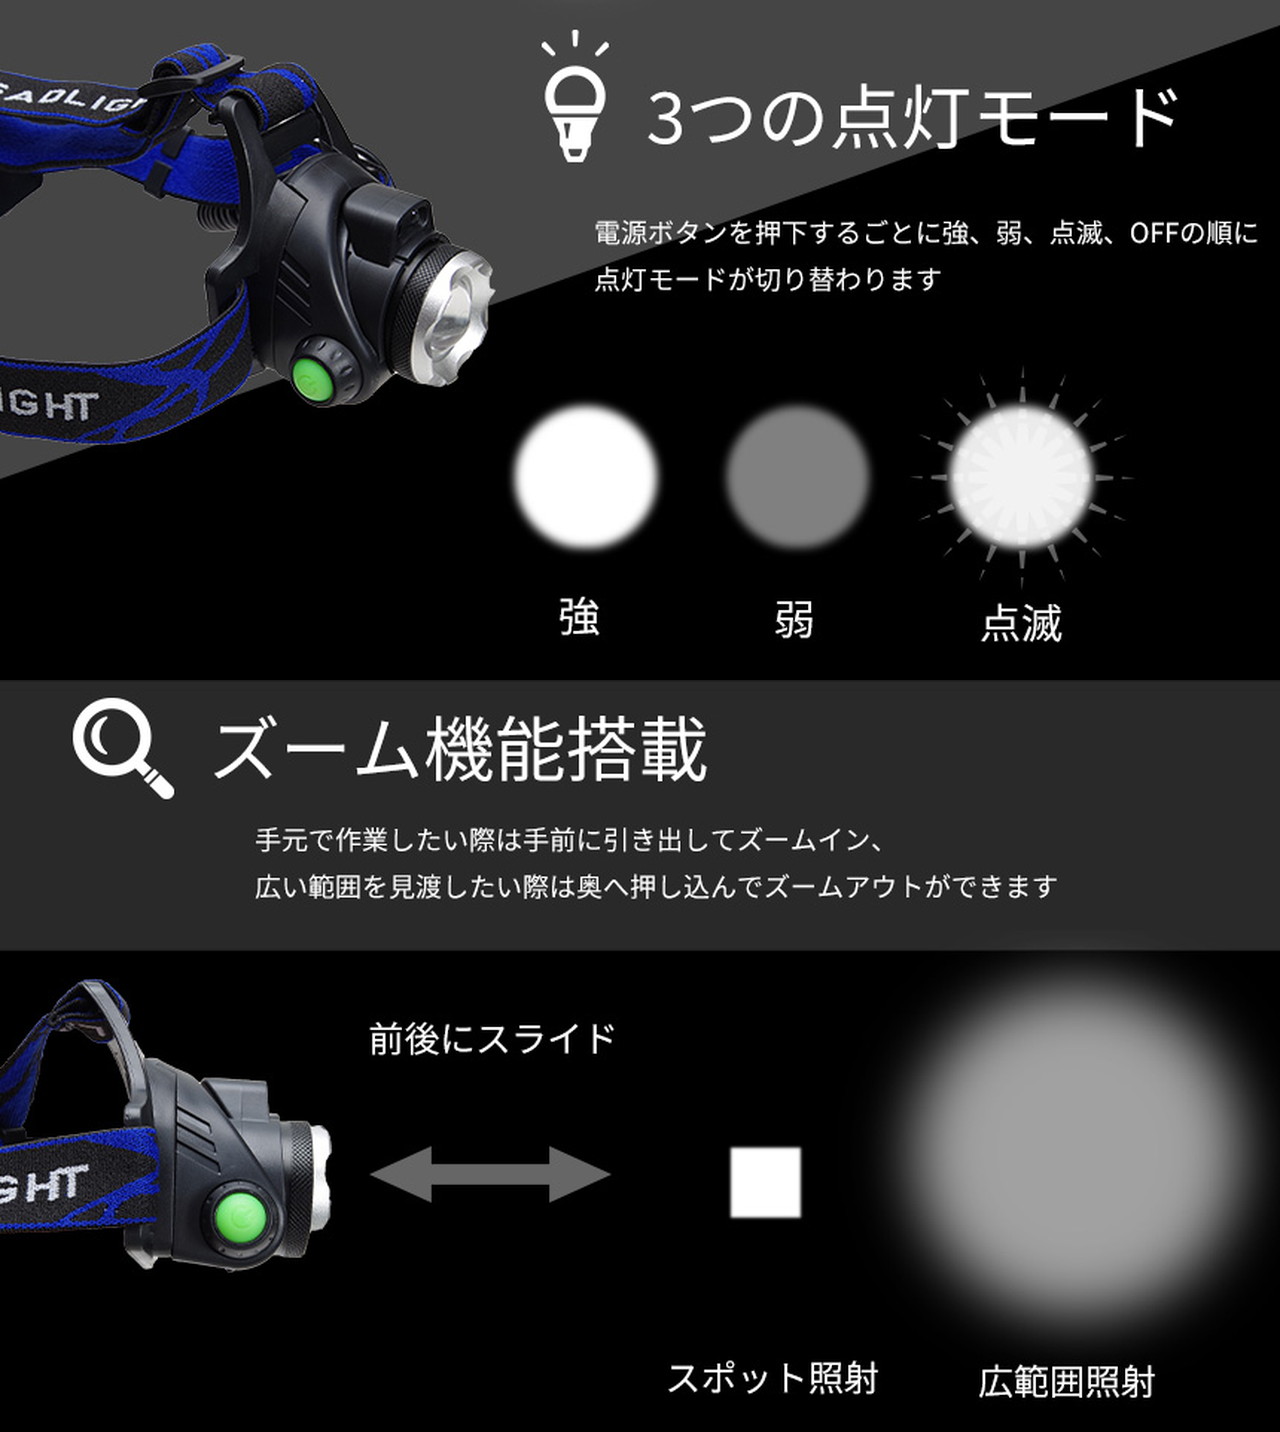 3つの点灯モード
電源ボタンを押下するごとに強、弱、点滅、OFFの順に
点灯モードが切り替わります
強
弱
点滅
ズーム機能搭載
手元で作業したい際は手前に引き出してズームイン、
広い範囲を見渡したい際は奥へ押し込んでズームアウトができます
前後にスライド
スポット照射
広範囲照射